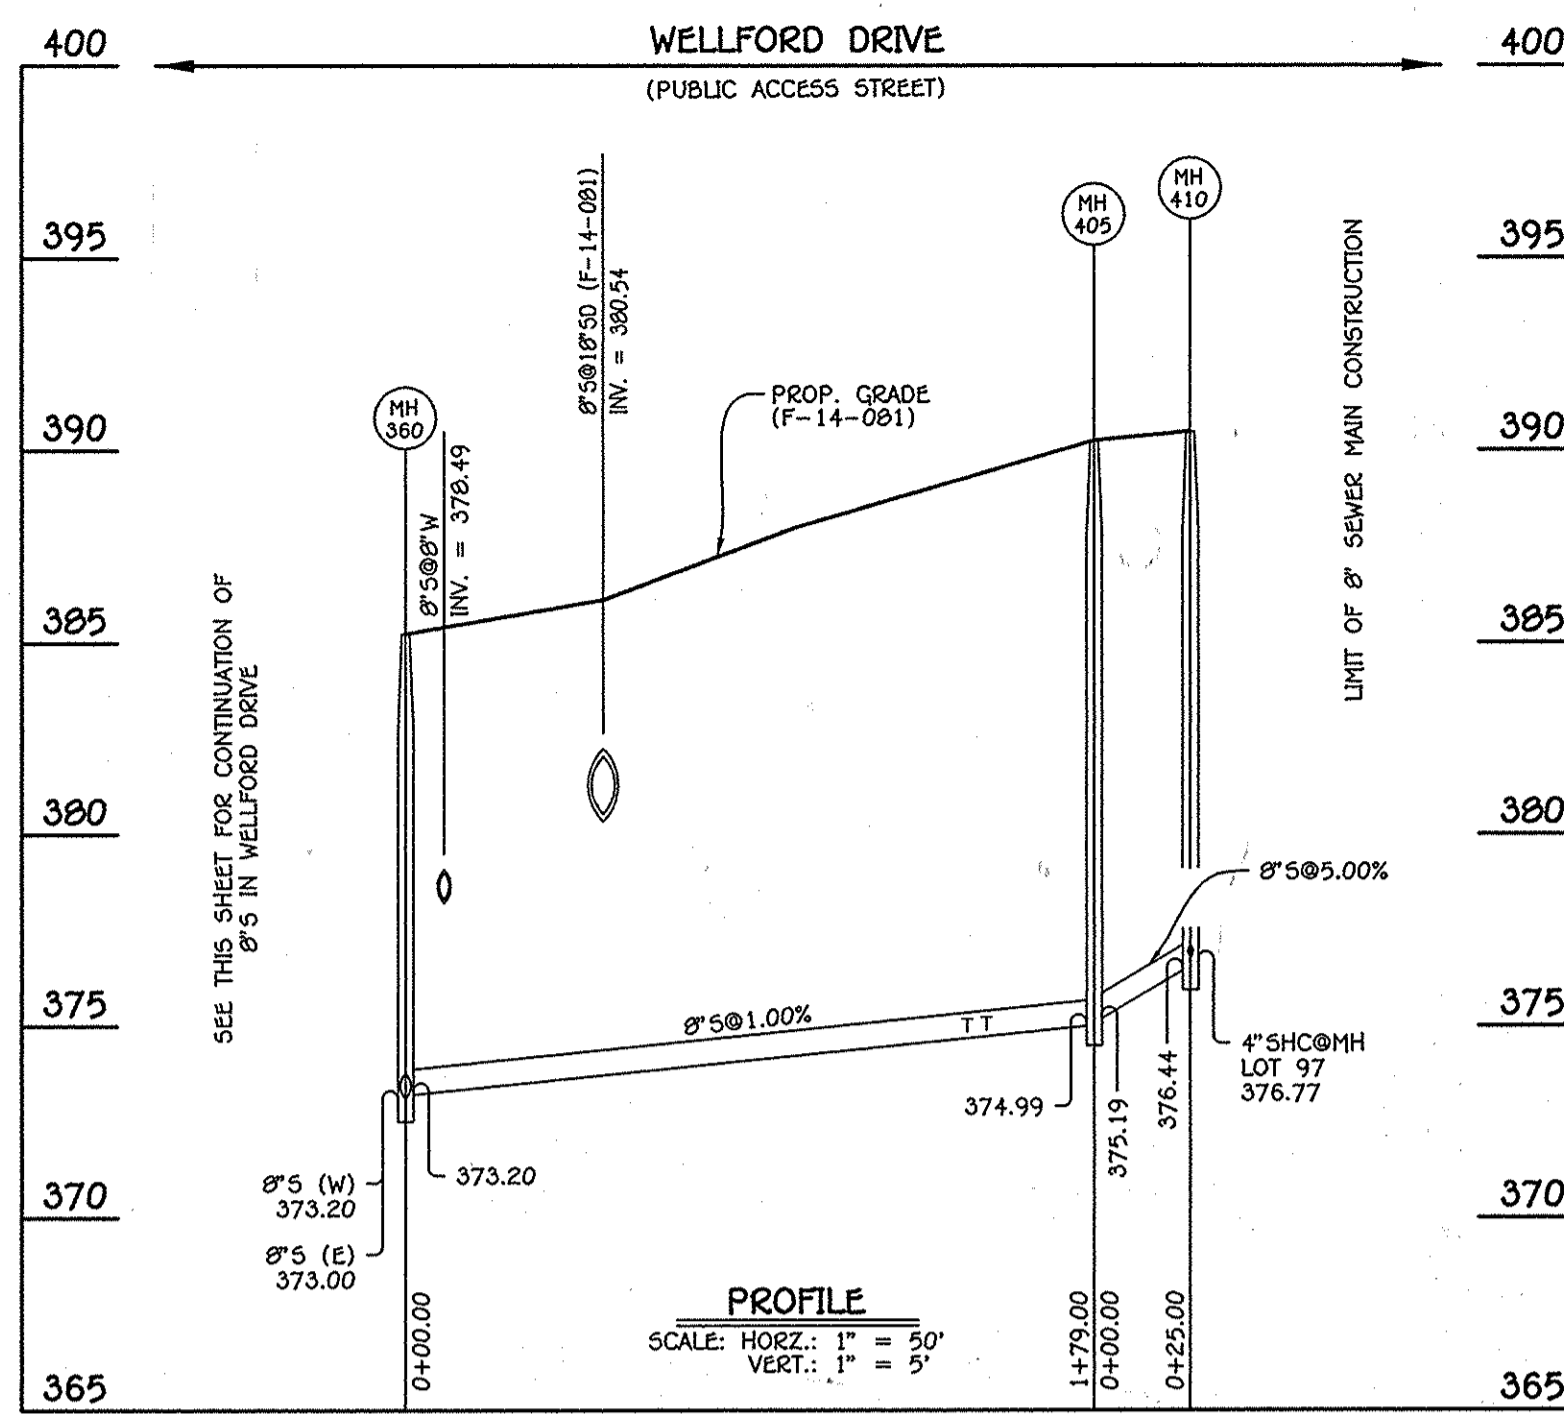 WELLFORD DRIVE
(PUBLIC ACCESS STREET)
400
400
395
395
390
390
385
385
380
380
375
375
370
370
365
365
MH
360
MH
405
MH
410
8"S@8"W
INV. = 378.49
8"S@18"SD (F-14-081)
INV. = 380.54
PROP. GRADE
(F-14-081)
SEE THIS SHEET FOR CONTINUATION OF
8"S IN WELLFORD DRIVE
LIMIT OF 8" SEWER MAIN CONSTRUCTION
8"S@5.00%
8"S@1.00%
T T
4"SHC@MH
LOT 97
376.77
374.99
375.19
376.44
373.20
8"S (W)
373.20
8"S (E)
373.00
0+00.00
1+79.00
0+00.00
0+25.00
PROFILE
SCALE: HORZ.: 1" = 50'
VERT.: 1" = 5'